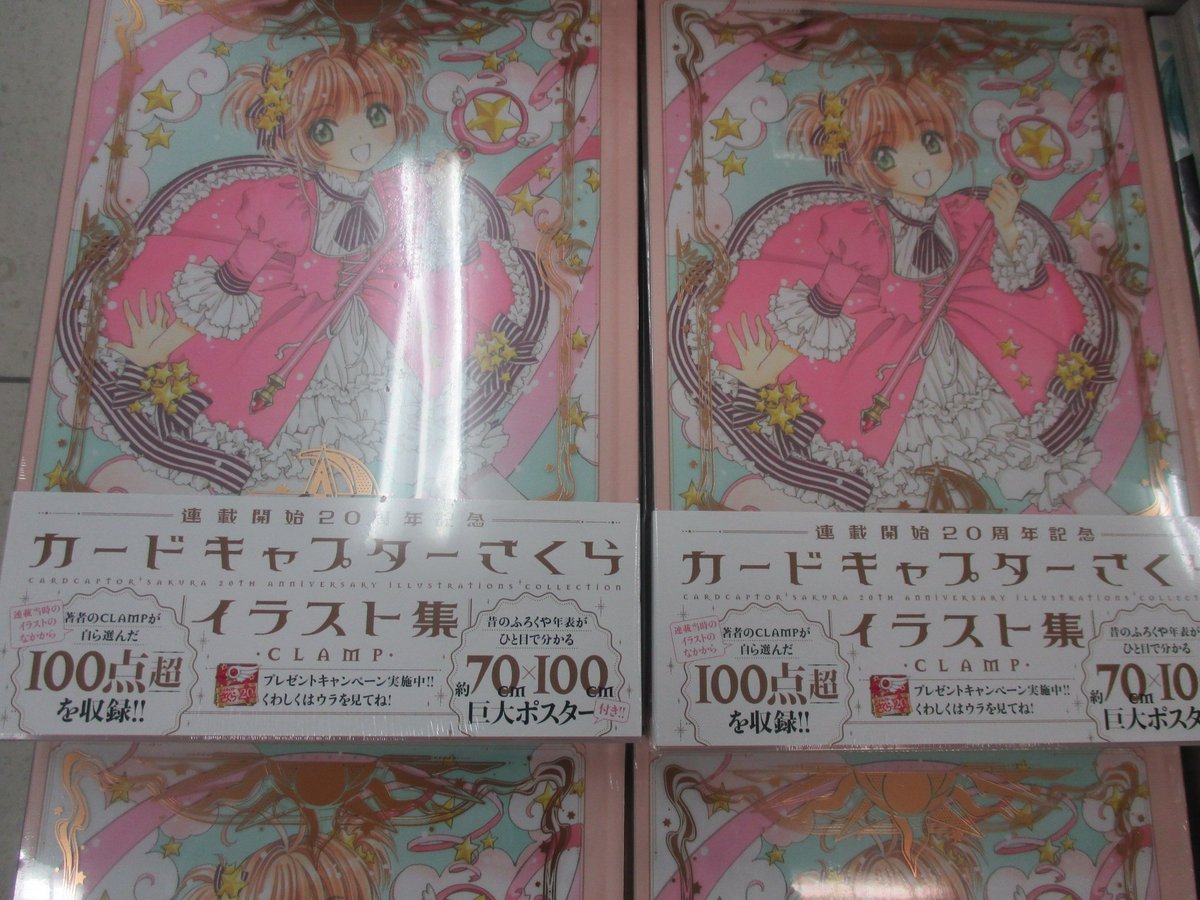 連載開始20周年記念
カードキャプターさくら
CARDCAPTOR SAKURA 20TH ANNIVERSARY ILLUSTRATIONS COLLECTION
イラスト集
・CLAMP・
連載当時の
イラストの
なかから
著者のCLAMPが
自ら選んだ
100点超
を収録!!
プレゼントキャンペーン実施中!!
くわしくはウラを見てね!
昔のふろくや年表が
ひと目で分かる
約70cm×100cm
巨大ポスター
付き!!
連載開始20周年記念
カードキャプターさく
CARDCAPTOR SAKURA 20TH ANNIVERSARY ILLUSTRATIONS COLLECT
イラスト集
・CLAMP・
連載当時の
イラストの
なかから
著者のCLAMPが
自ら選んだ
100点超
を収録!!
プレゼントキャンペーン実施中!!
くわしくはウラを見てね!
昔のふろくや年表が
ひと目で分かる
約70cm×10
巨大ポスタ